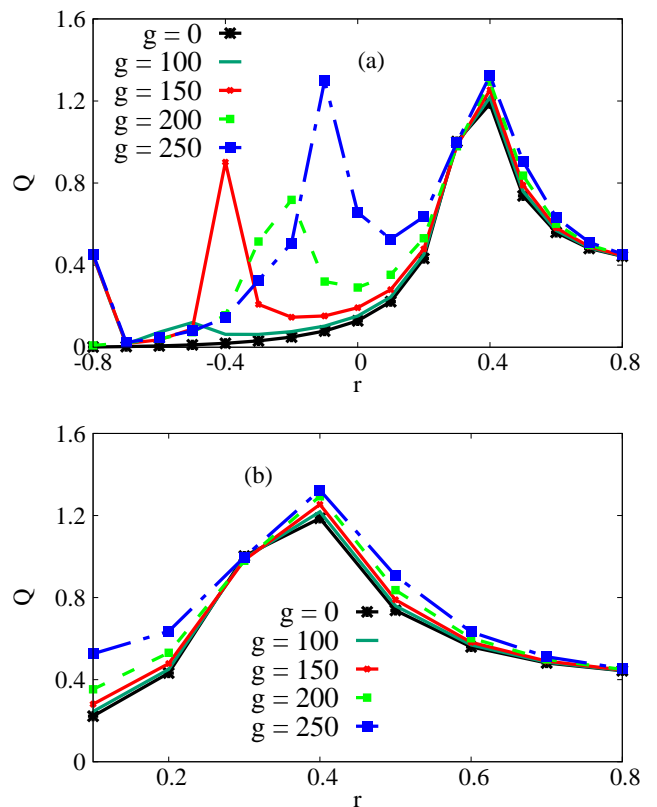 1.6
1.2
0.8
0.4
0
Q
g = 0
g = 100
g = 150
g = 200
g = 250
(a)
-0.8 -0.4 0 0.4 0.8
r
1.6
1.2
0.8
0.4
0
Q
(b)
g = 0
g = 100
g = 150
g = 200
g = 250
0.2 0.4 0.6 0.8
r